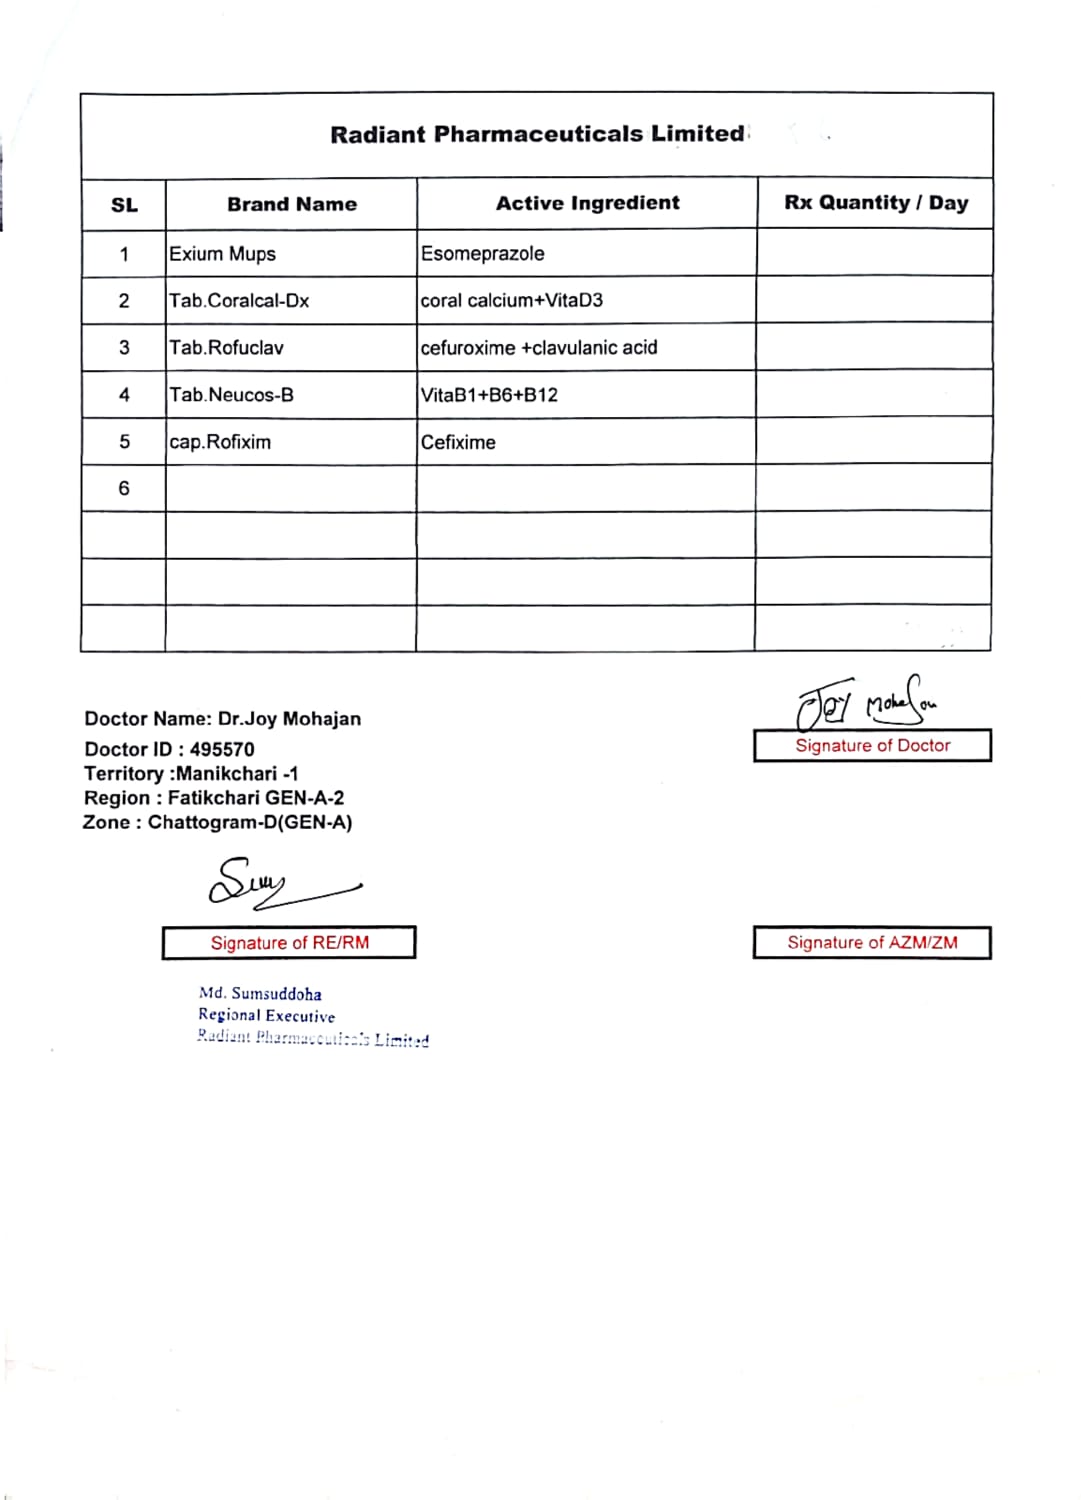 Radiant Pharmaceuticals Limited
SL Brand Name Active Ingredient Rx Quantity / Day
1 Exium Mups Esomeprazole
2 Tab.Coralcal-Dx coral calcium+VitaD3
3 Tab.Rofuclav cefuroxime +clavulanic acid
4 Tab.Neucos-B VitaB1+B6+B12
5 cap.Rofixim Cefixime
6
Joy Mohajon
Doctor Name: Dr.Joy Mohajan
Signature of Doctor
Doctor ID : 495570
Territory :Manikchari -1
Region : Fatikchari GEN-A-2
Zone : Chattogram-D(GEN-A)
Signature of RE/RM Signature of AZM/ZM
Md. Sumsuddoha
Regional Executive
Radiant Pharmaceuticals Limited